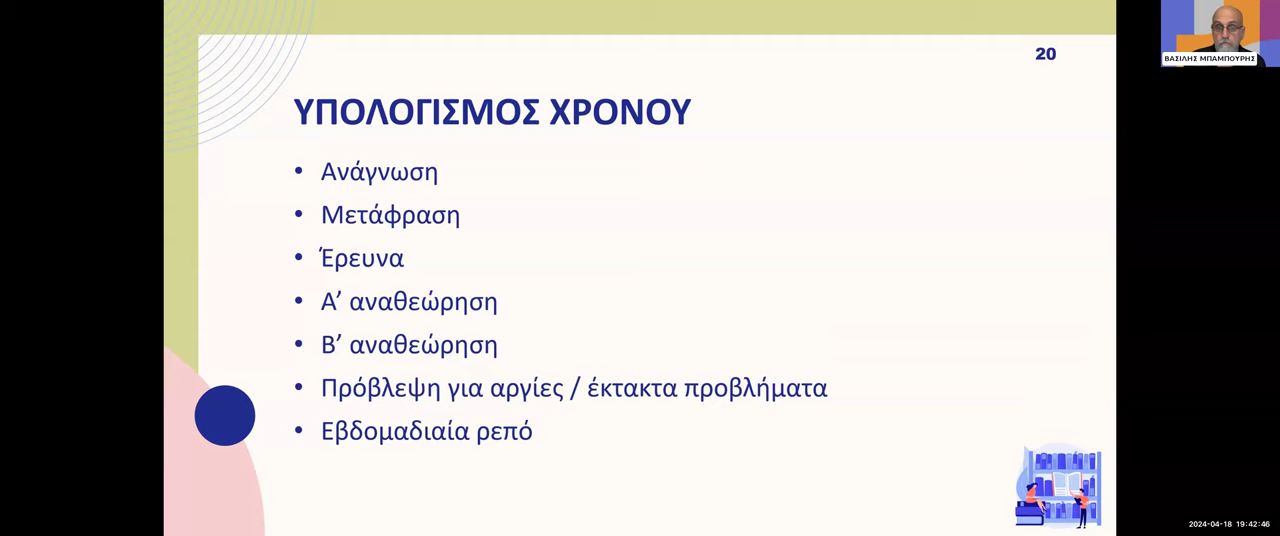 20
ΒΑΣΙΛΗΣ ΜΠΑΜΠΟΥΡΗΣ
ΥΠΟΛΟΓΙΣΜΟΣ ΧΡΟΝΟΥ
• Ανάγνωση
• Μετάφραση
• Έρευνα
• Α’ αναθεώρηση
• Β’ αναθεώρηση
• Πρόβλεψη για αργίες / έκτακτα προβλήματα
• Εβδομαδιαία ρεπό
2024-04-18 19:42:46